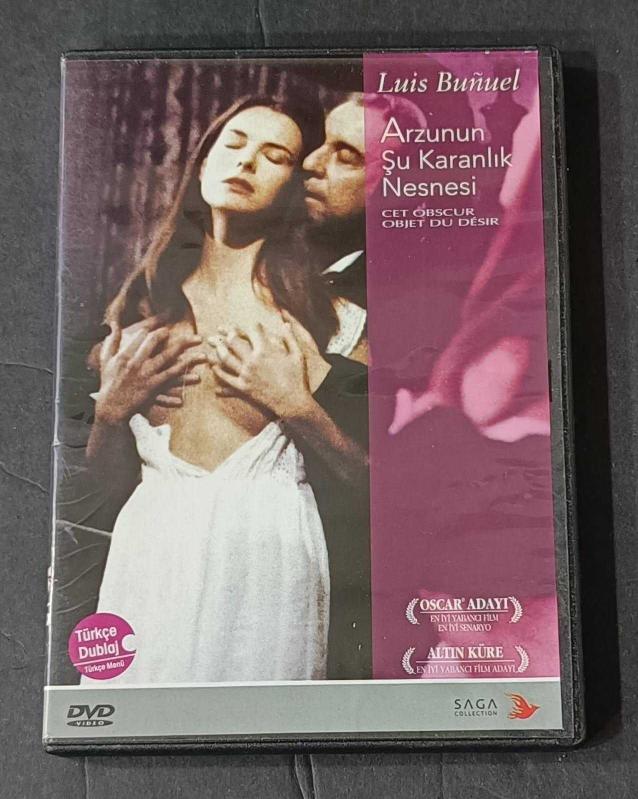 Luis Buñuel
Arzunun
Şu Karanlık
Nesnesi
CET OBSCUR
OBJET DU DÉSIR
OSCAR® ADAYI
EN İYİ YABANCI FİLM
EN İYİ SENARYO
ALTIN KÜRE
EN İYİ YABANCI FİLM ADAYI
Türkçe
Dublaj
Türkçe Menü
DVD
VIDEO
SAGA
COLLECTION